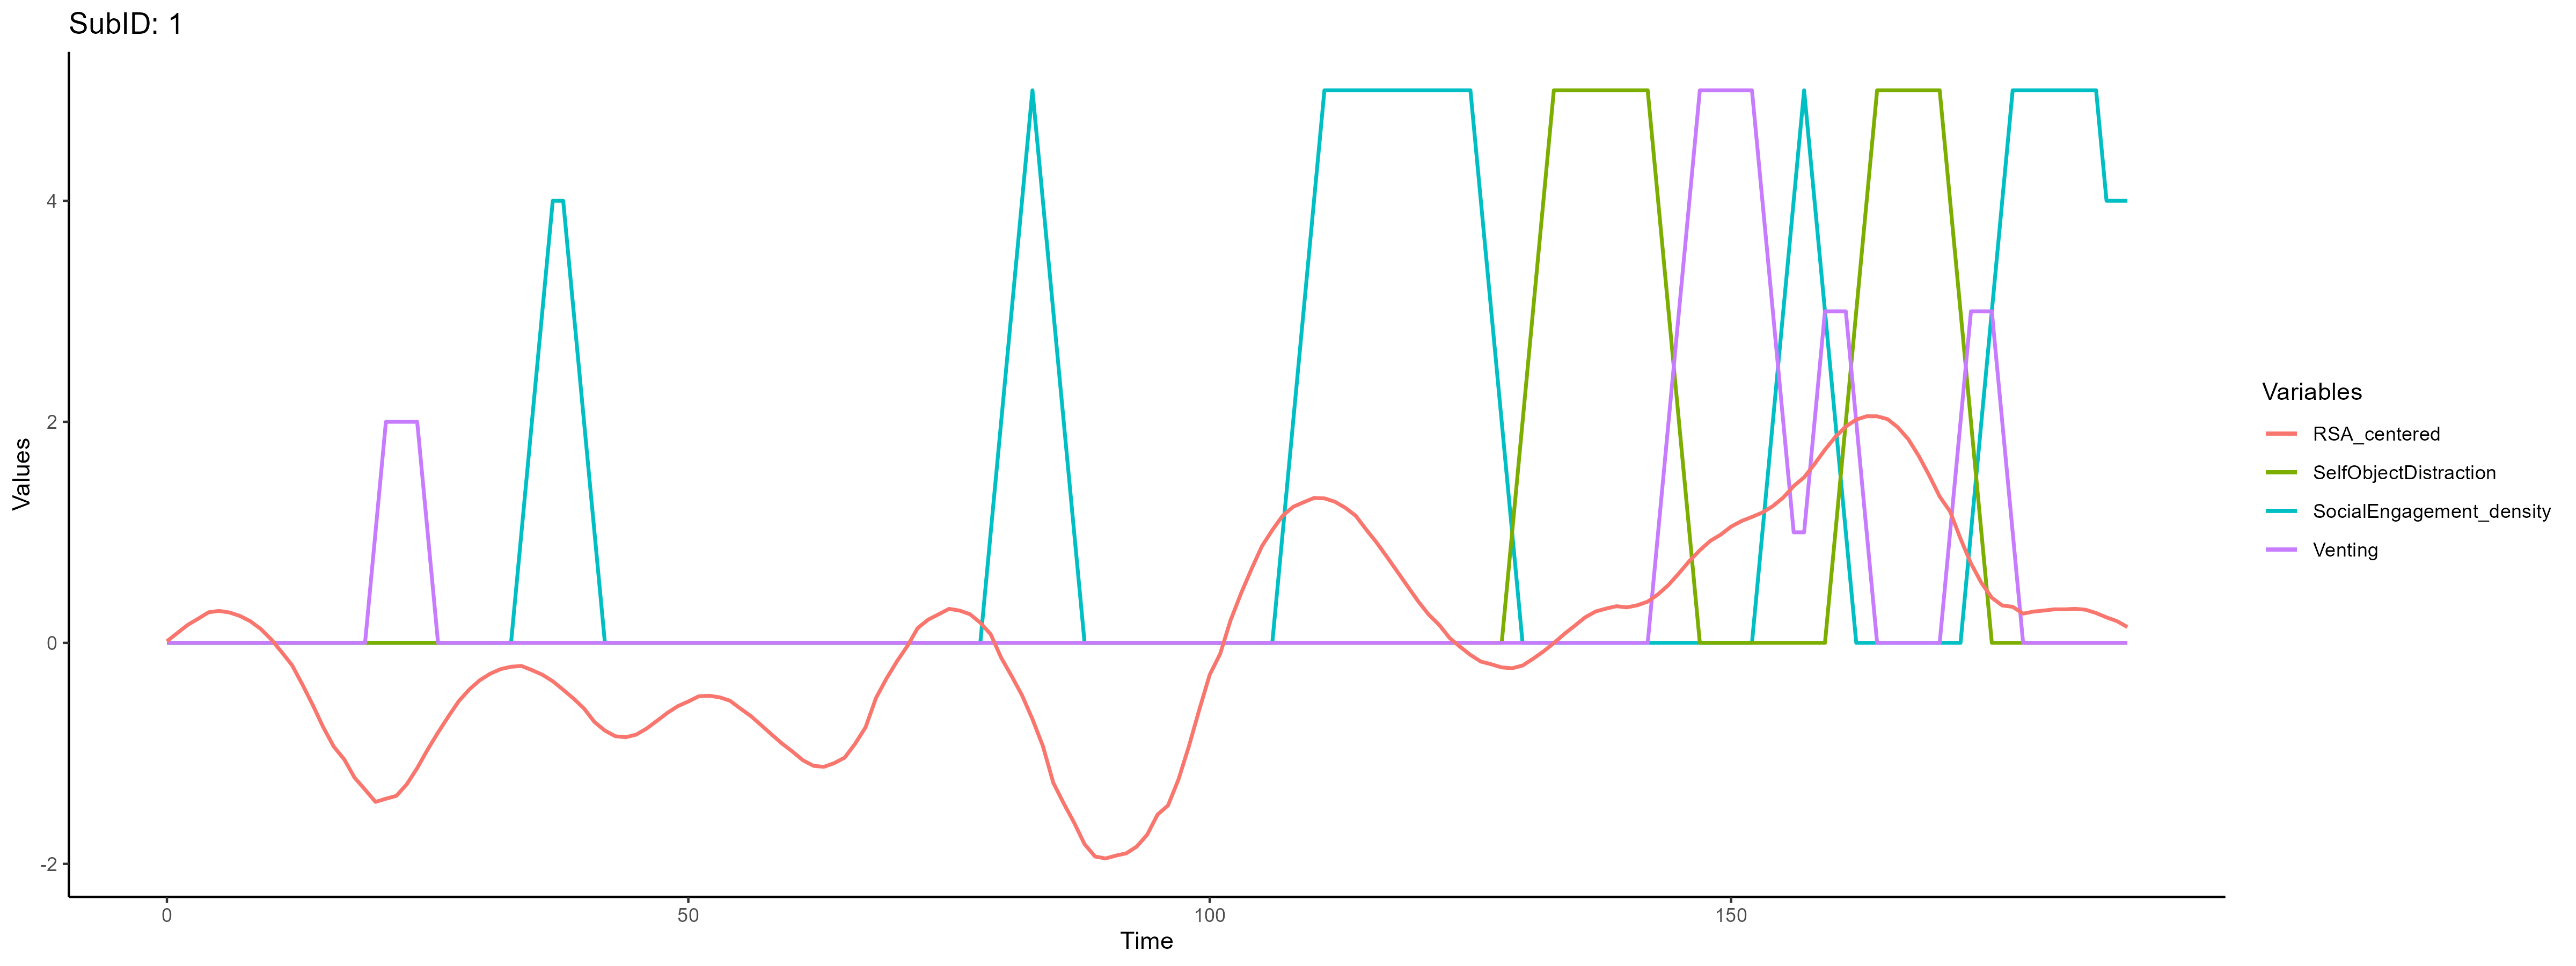 SubID: 1
Values
4
2
0
-2
0
50
100
150
Time
Variables
RSA_centered
SelfObjectDistraction
SocialEngagement_density
Venting